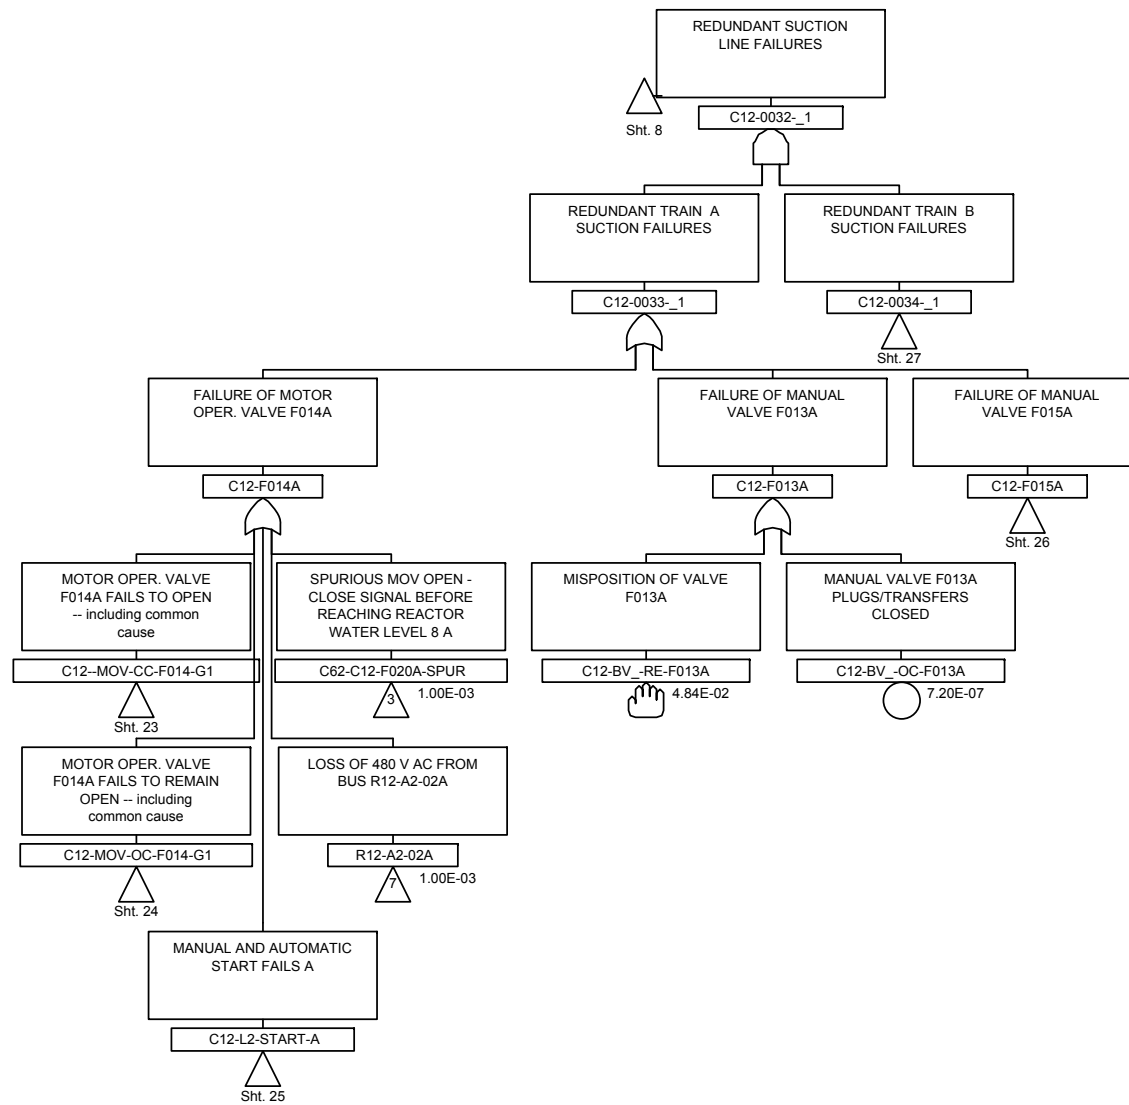 REDUNDANT SUCTION
LINE FAILURES
Sht. 8
C12-0032-_1
REDUNDANT TRAIN A
SUCTION FAILURES
C12-0033-_1
REDUNDANT TRAIN B
SUCTION FAILURES
C12-0034-_1
Sht. 27
FAILURE OF MOTOR
OPER. VALVE F014A
C12-F014A
FAILURE OF MANUAL
VALVE F013A
C12-F013A
FAILURE OF MANUAL
VALVE F015A
C12-F015A
Sht. 26
MOTOR OPER. VALVE
F014A FAILS TO OPEN
-- including common
cause
C12--MOV-CC-F014-G1
Sht. 23
SPURIOUS MOV OPEN -
CLOSE SIGNAL BEFORE
REACHING REACTOR
WATER LEVEL 8 A
C62-C12-F020A-SPUR
3
1.00E-03
MISPOSITION OF VALVE
F013A
C12-BV_-RE-F013A
4.84E-02
MANUAL VALVE F013A
PLUGS/TRANSFERS
CLOSED
C12-BV_-OC-F013A
7.20E-07
MOTOR OPER. VALVE
F014A FAILS TO REMAIN
OPEN -- including
common cause
C12-MOV-OC-F014-G1
Sht. 24
LOSS OF 480 V AC FROM
BUS R12-A2-02A
R12-A2-02A
7
1.00E-03
MANUAL AND AUTOMATIC
START FAILS A
C12-L2-START-A
Sht. 25